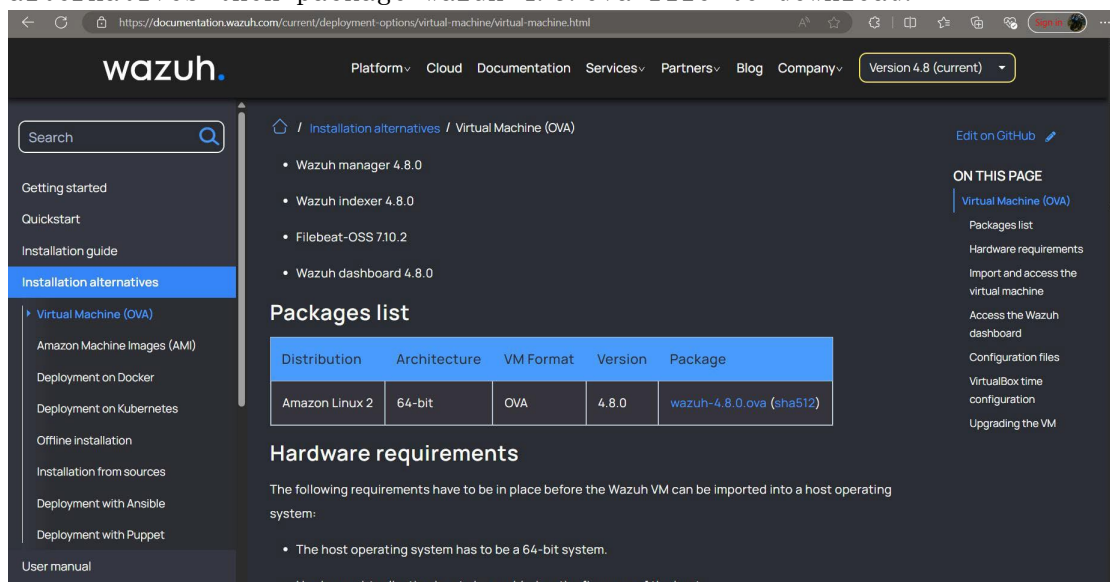 alternatives then package wazuh-4.8.0.ova file to download.
https://documentation.wazuh.com/current/deployment-options/virtual-machine/virtual-machine.html
Sign in
wazuh.
Platform Cloud Documentation Services Partners Blog Company
Version 4.8 (current)
Search
Getting started
Quickstart
Installation guide
Installation alternatives
Virtual Machine (OVA)
Amazon Machine Images (AMI)
Deployment on Docker
Deployment on Kubernetes
Offline installation
Installation from sources
Deployment with Ansible
Deployment with Puppet
User manual
/ Installation alternatives / Virtual Machine (OVA)
• Wazuh manager 4.8.0
• Wazuh indexer 4.8.0
• Filebeat-OSS 7.10.2
• Wazuh dashboard 4.8.0
Packages list
Distribution Architecture VM Format Version Package
Amazon Linux 2 64-bit OVA 4.8.0 wazuh-4.8.0.ova (sha512)
Hardware requirements
The following requirements have to be in place before the Wazuh VM can be imported into a host operating
system:
• The host operating system has to be a 64-bit system.
Edit on GitHub
ON THIS PAGE
Virtual Machine (OVA)
Packages list
Hardware requirements
Import and access the
virtual machine
Access the Wazuh
dashboard
Configuration files
VirtualBox time
configuration
Upgrading the VM